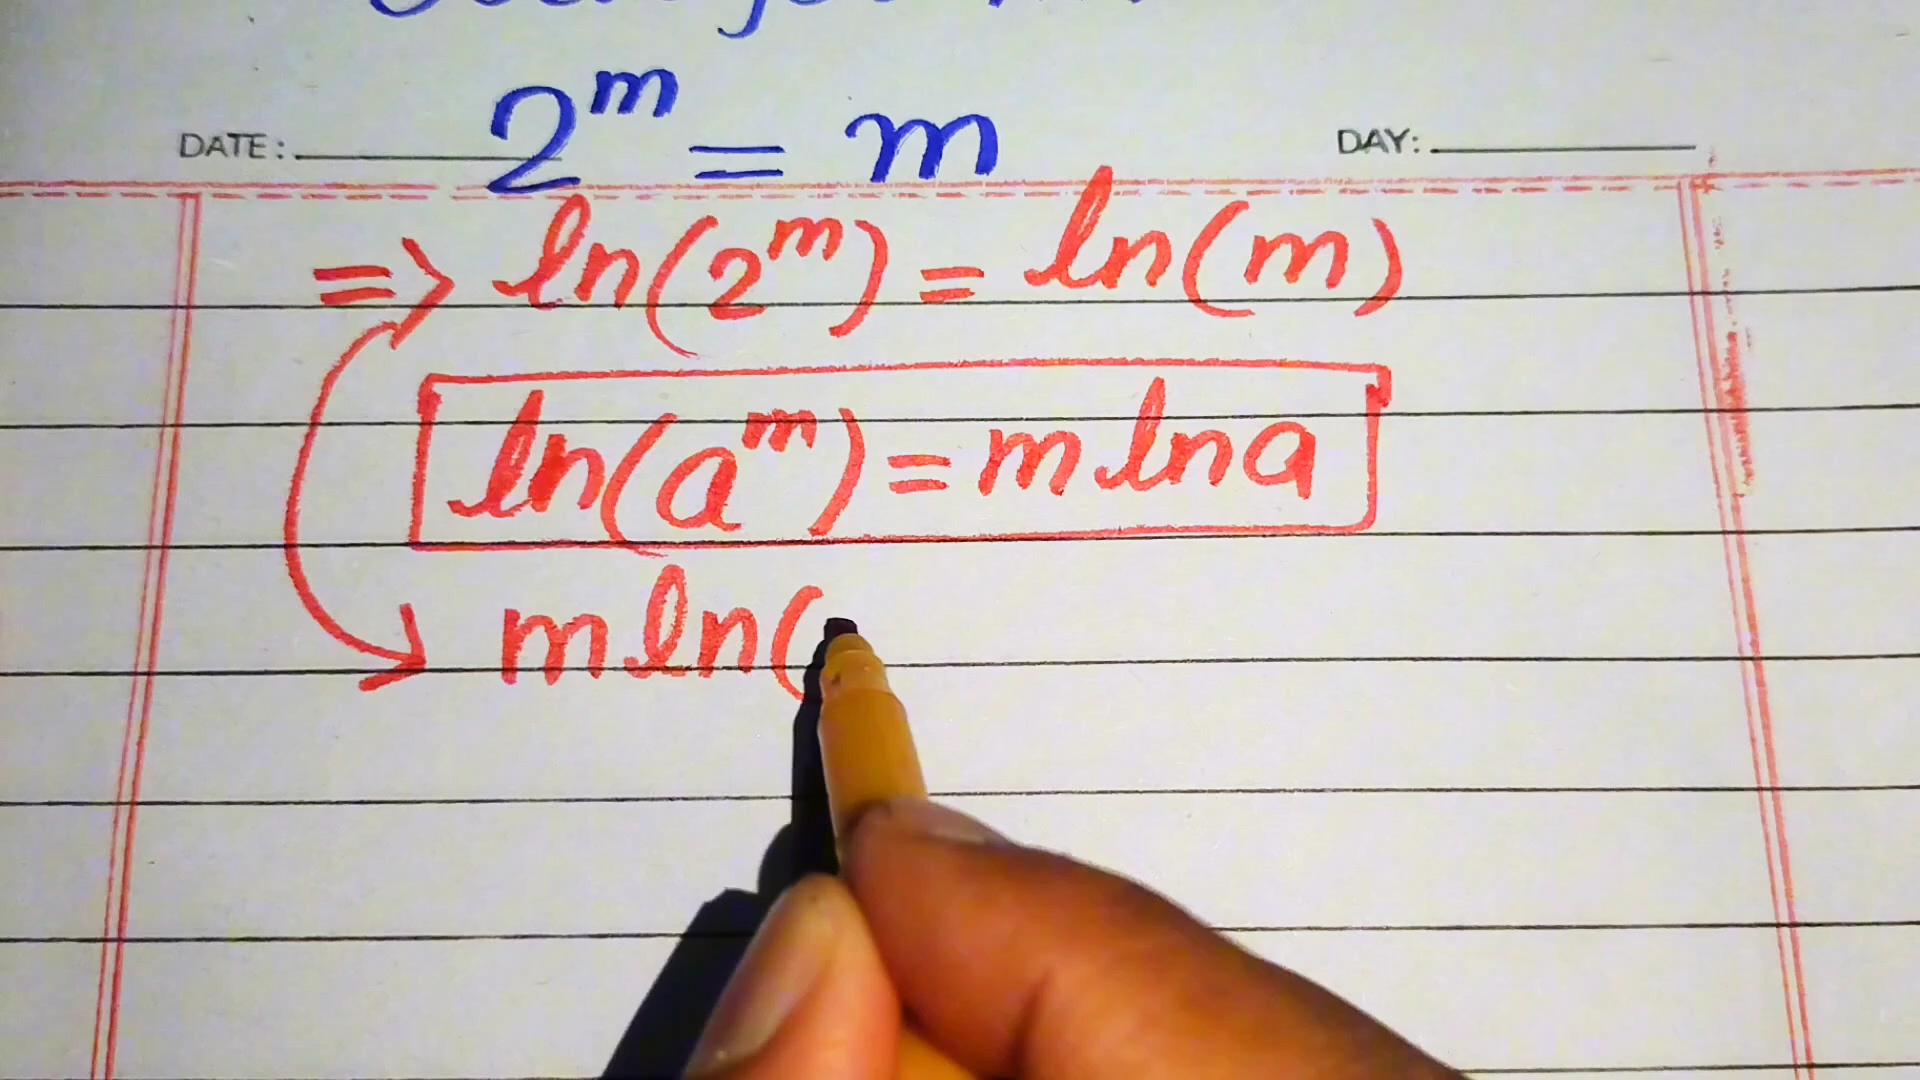 2^m = m
DATE: DAY:
=> ln(2^m) = ln(m)
ln(a^m) = m ln a
m ln(